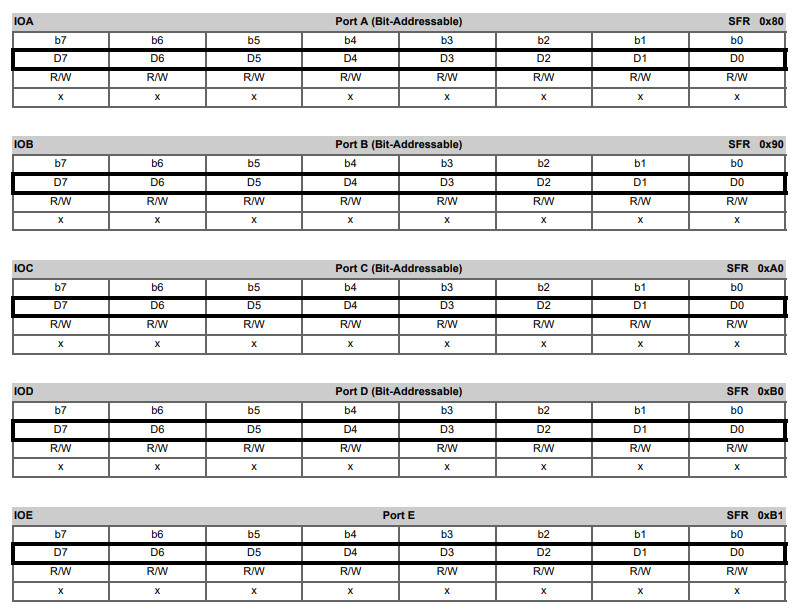 IOA Port A (Bit-Addressable) SFR 0x80
b7 b6 b5 b4 b3 b2 b1 b0
D7 D6 D5 D4 D3 D2 D1 D0
R/W R/W R/W R/W R/W R/W R/W R/W
x x x x x x x x
IOB Port B (Bit-Addressable) SFR 0x90
b7 b6 b5 b4 b3 b2 b1 b0
D7 D6 D5 D4 D3 D2 D1 D0
R/W R/W R/W R/W R/W R/W R/W R/W
x x x x x x x x
IOC Port C (Bit-Addressable) SFR 0xA0
b7 b6 b5 b4 b3 b2 b1 b0
D7 D6 D5 D4 D3 D2 D1 D0
R/W R/W R/W R/W R/W R/W R/W R/W
x x x x x x x x
IOD Port D (Bit-Addressable) SFR 0xB0
b7 b6 b5 b4 b3 b2 b1 b0
D7 D6 D5 D4 D3 D2 D1 D0
R/W R/W R/W R/W R/W R/W R/W R/W
x x x x x x x x
IOE Port E SFR 0xB1
b7 b6 b5 b4 b3 b2 b1 b0
D7 D6 D5 D4 D3 D2 D1 D0
R/W R/W R/W R/W R/W R/W R/W R/W
x x x x x x x x